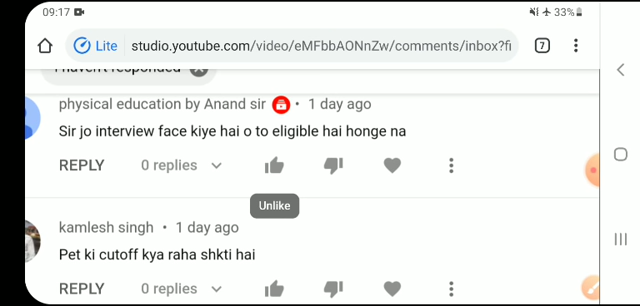 09:17 33%
Lite studio.youtube.com/video/eMFbbAONnZw/comments/inbox?fi 7
I haven't responded
physical education by Anand sir • 1 day ago
Sir jo interview face kiye hai o to eligible hai honge na
REPLY 0 replies
Unlike
kamlesh singh • 1 day ago
Pet ki cutoff kya raha shkti hai
REPLY 0 replies